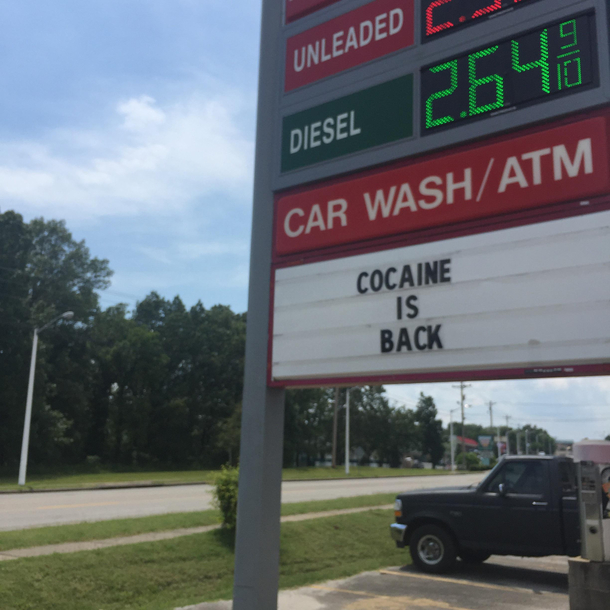 UNLEADED
DIESEL
2.64 9/10
CAR WASH/ATM
COCAINE
IS
BACK